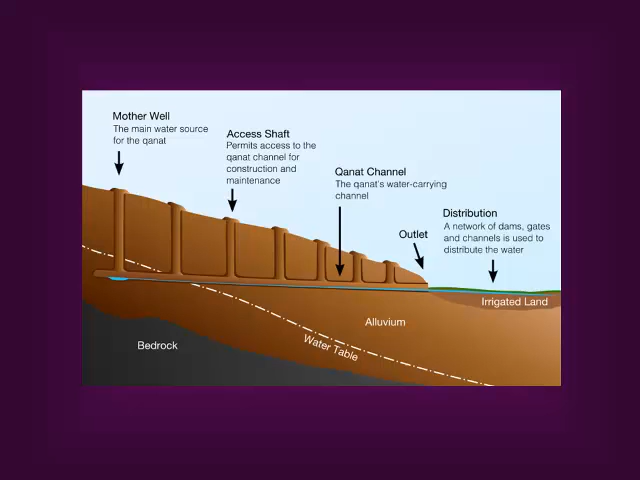 Mother Well
The main water source
for the qanat
Access Shaft
Permits access to the
qanat channel for
construction and
maintenance
Qanat Channel
The qanat's water-carrying
channel
Outlet
Distribution
A network of dams, gates
and channels is used to
distribute the water
Irrigated Land
Alluvium
Water Table
Bedrock